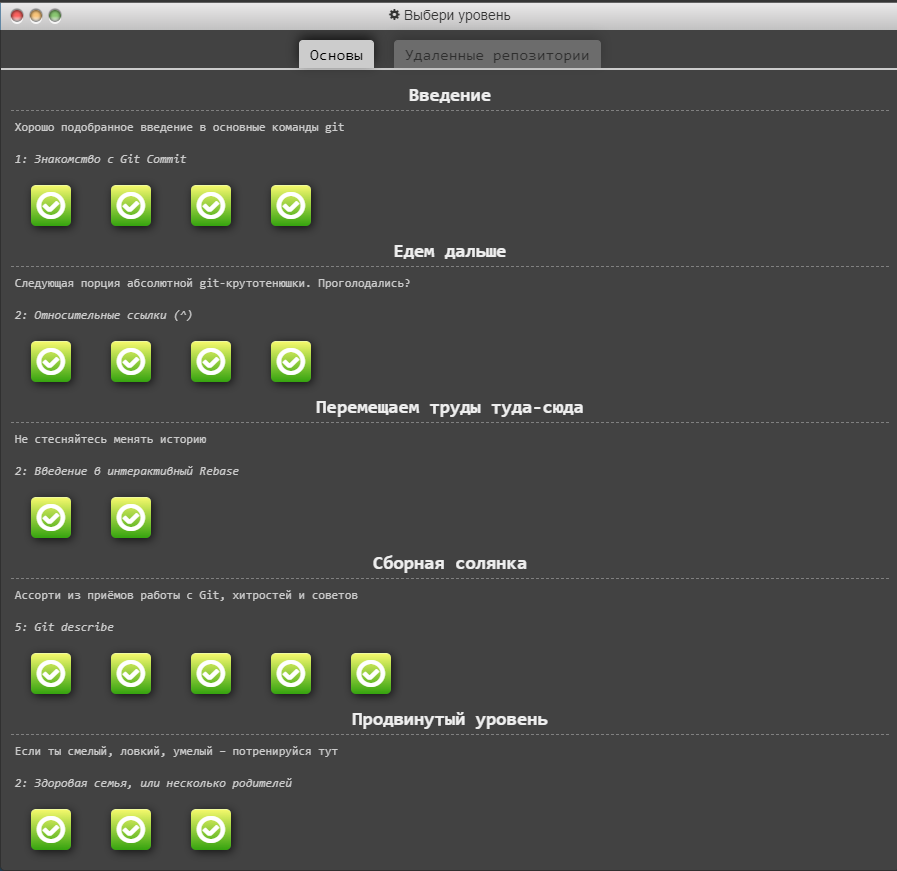 Выбери уровень
Основы
Удаленные репозитории
Введение
Хорошо подобранное введение в основные команды git
1: Знакомство с Git Commit
Едем дальше
Следующая порция абсолютной git-крутотенюшки. Проголодались?
2: Относительные ссылки (^)
Перемещаем труды туда-сюда
Не стесняйтесь менять историю
2: Введение в интерактивный Rebase
Сборная солянка
Ассорти из приёмов работы с Git, хитростей и советов
5: Git describe
Продвинутый уровень
Если ты смелый, ловкий, умелый – потренируйся тут
2: Здоровая семья, или несколько родителей